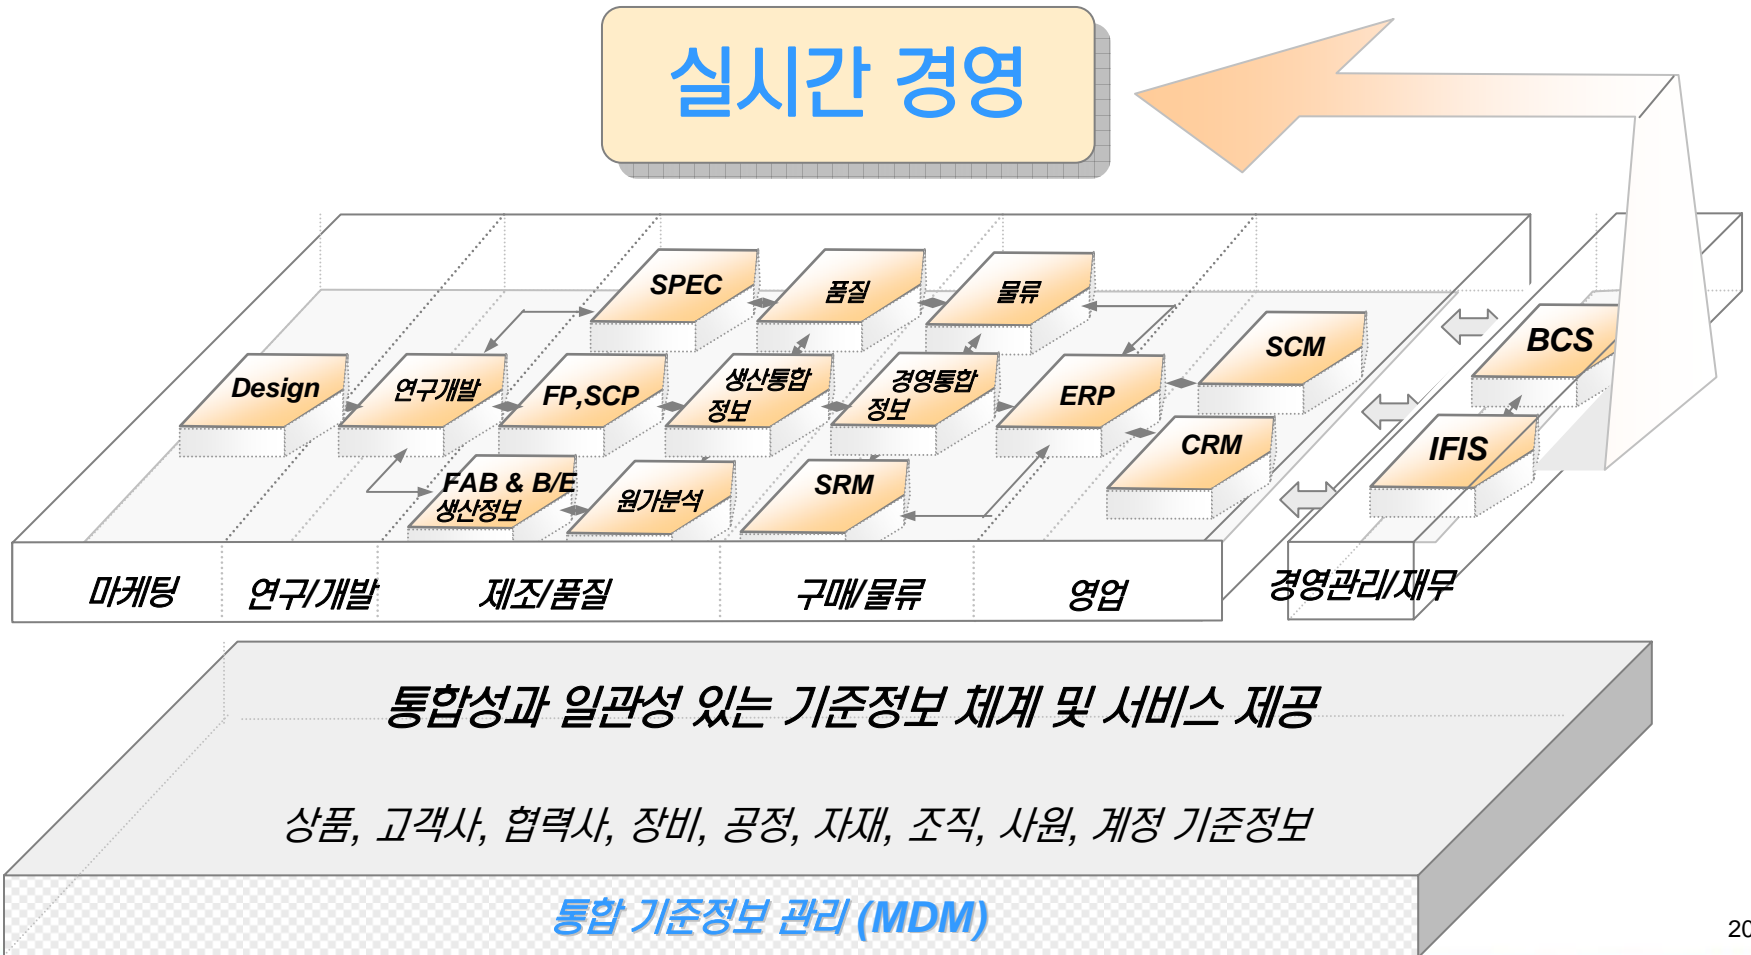 실시간 경영
SPEC
품질
물류
SCM
BCS
Design
연구개발
FP,SCP
생산통합
정보
경영통합
정보
ERP
CRM
IFIS
FAB & B/E
생산정보
원가분석
SRM
마케팅
연구/개발
제조/품질
구매/물류
영업
경영관리/재무
통합성과 일관성 있는 기준정보 체계 및 서비스 제공
상품, 고객사, 협력사, 장비, 공정, 자재, 조직, 사원, 계정 기준정보
통합 기준정보 관리 (MDM)
20